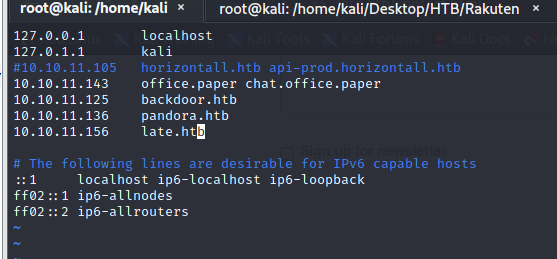 root@kali: /home/kali × root@kali: /home/kali/Desktop/HTB/Rakuten
127.0.0.1 localhost
127.0.1.1 kali
#10.10.11.105 horizontall.htb api-prod.horizontall.htb
10.10.11.143 office.paper chat.office.paper
10.10.11.125 backdoor.htb
10.10.11.136 pandora.htb
10.10.11.156 late.htb
Sign up for newsletter
# The following lines are desirable for IPv6 capable hosts
::1 localhost ip6-localhost ip6-loopback
ff02::1 ip6-allnodes
ff02::2 ip6-allrouters
~
~
~